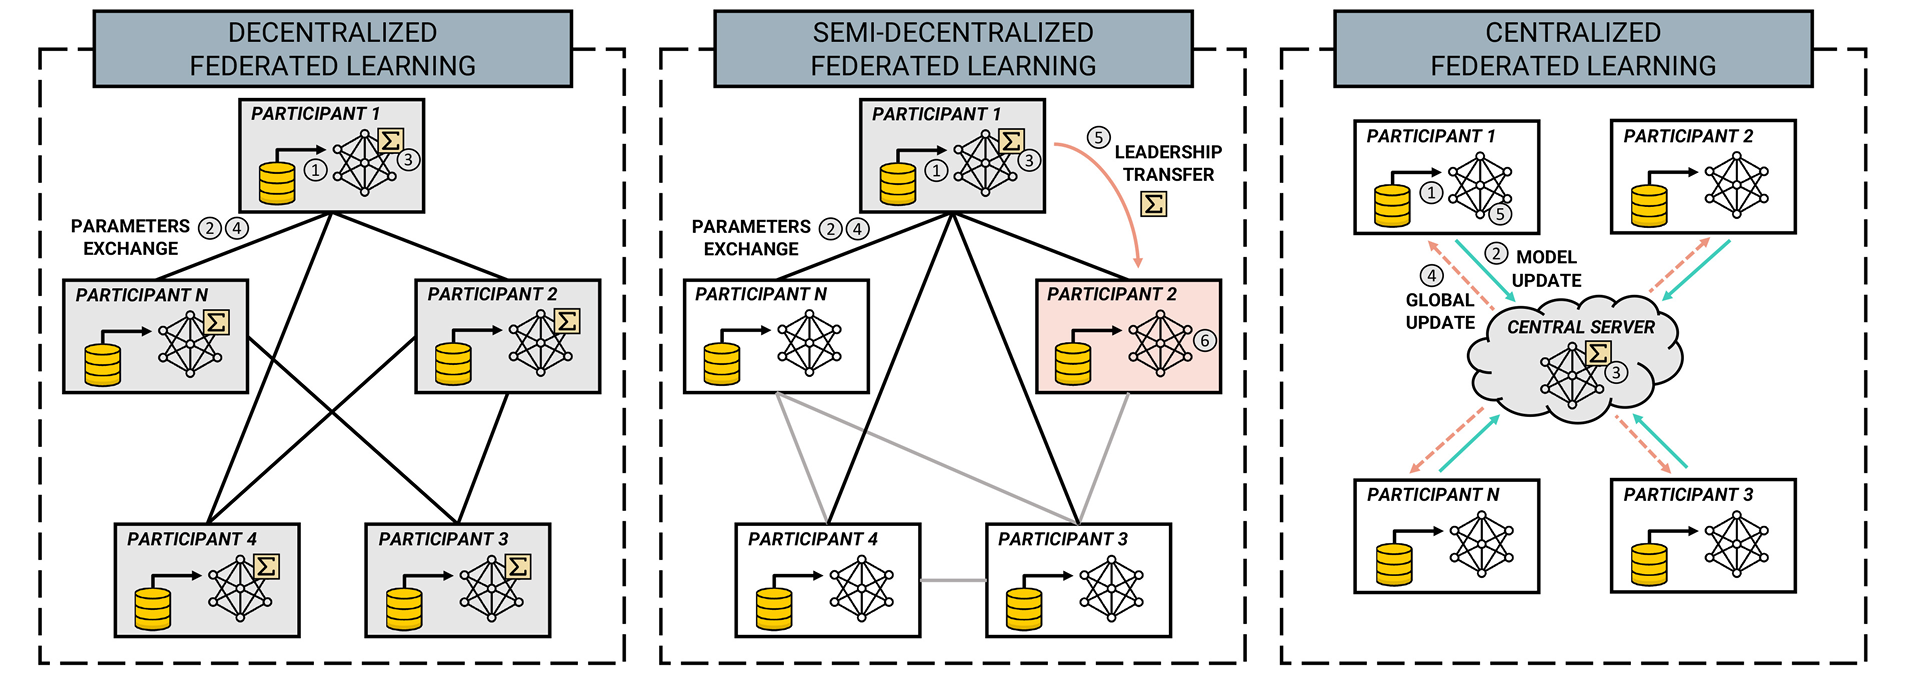 DECENTRALIZED
FEDERATED LEARNING
PARTICIPANT 1
Σ
1
3
PARAMETERS 2 4
EXCHANGE
PARTICIPANT N
Σ
PARTICIPANT 2
Σ
PARTICIPANT 4
Σ
PARTICIPANT 3
Σ
SEMI-DECENTRALIZED
FEDERATED LEARNING
PARTICIPANT 1
Σ
1
3
5
LEADERSHIP
TRANSFER
Σ
PARAMETERS 2 4
EXCHANGE
PARTICIPANT N
PARTICIPANT 2
6
PARTICIPANT 4
PARTICIPANT 3
CENTRALIZED
FEDERATED LEARNING
PARTICIPANT 1
1
5
PARTICIPANT 2
2 MODEL
UPDATE
4
GLOBAL
UPDATE
CENTRAL SERVER
Σ
3
PARTICIPANT N
PARTICIPANT 3